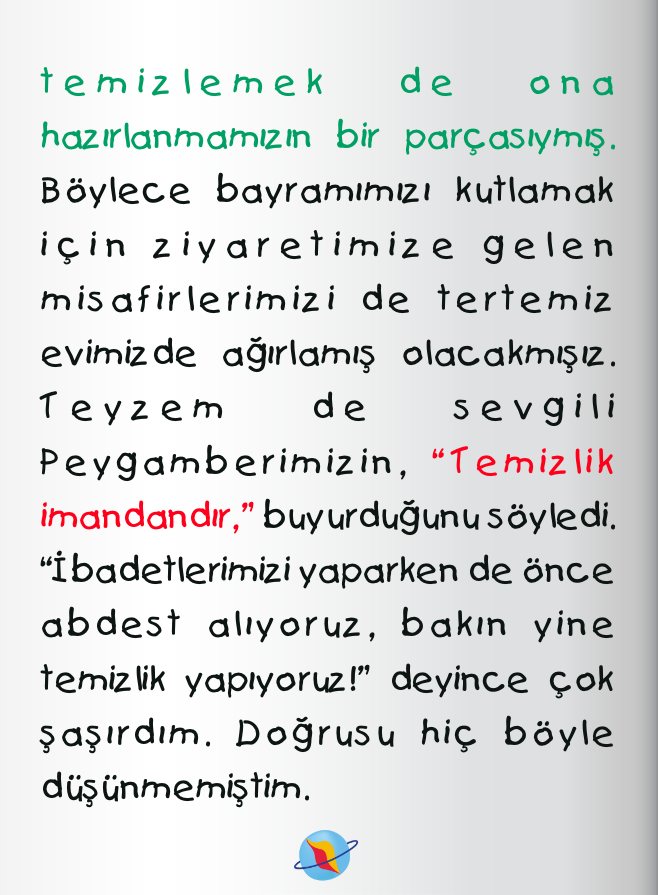 temizlemek de ona
hazırlanmamızın bir parçasıymış.
Böylece bayramımızı kutlamak
için ziyaretimize gelen
misafirlerimizi de tertemiz
evimizde ağırlamış olacakmışız.
Teyzem de sevgili
Peygamberimizin, “Temizlik
imandandır,” buyurduğunu söyledi.
“İbadetlerimizi yaparken de önce
abdest alıyoruz, bakın yine
temizlik yapıyoruz!” deyince çok
şaşırdım. Doğrusu hiç böyle
düşünmemiştim.